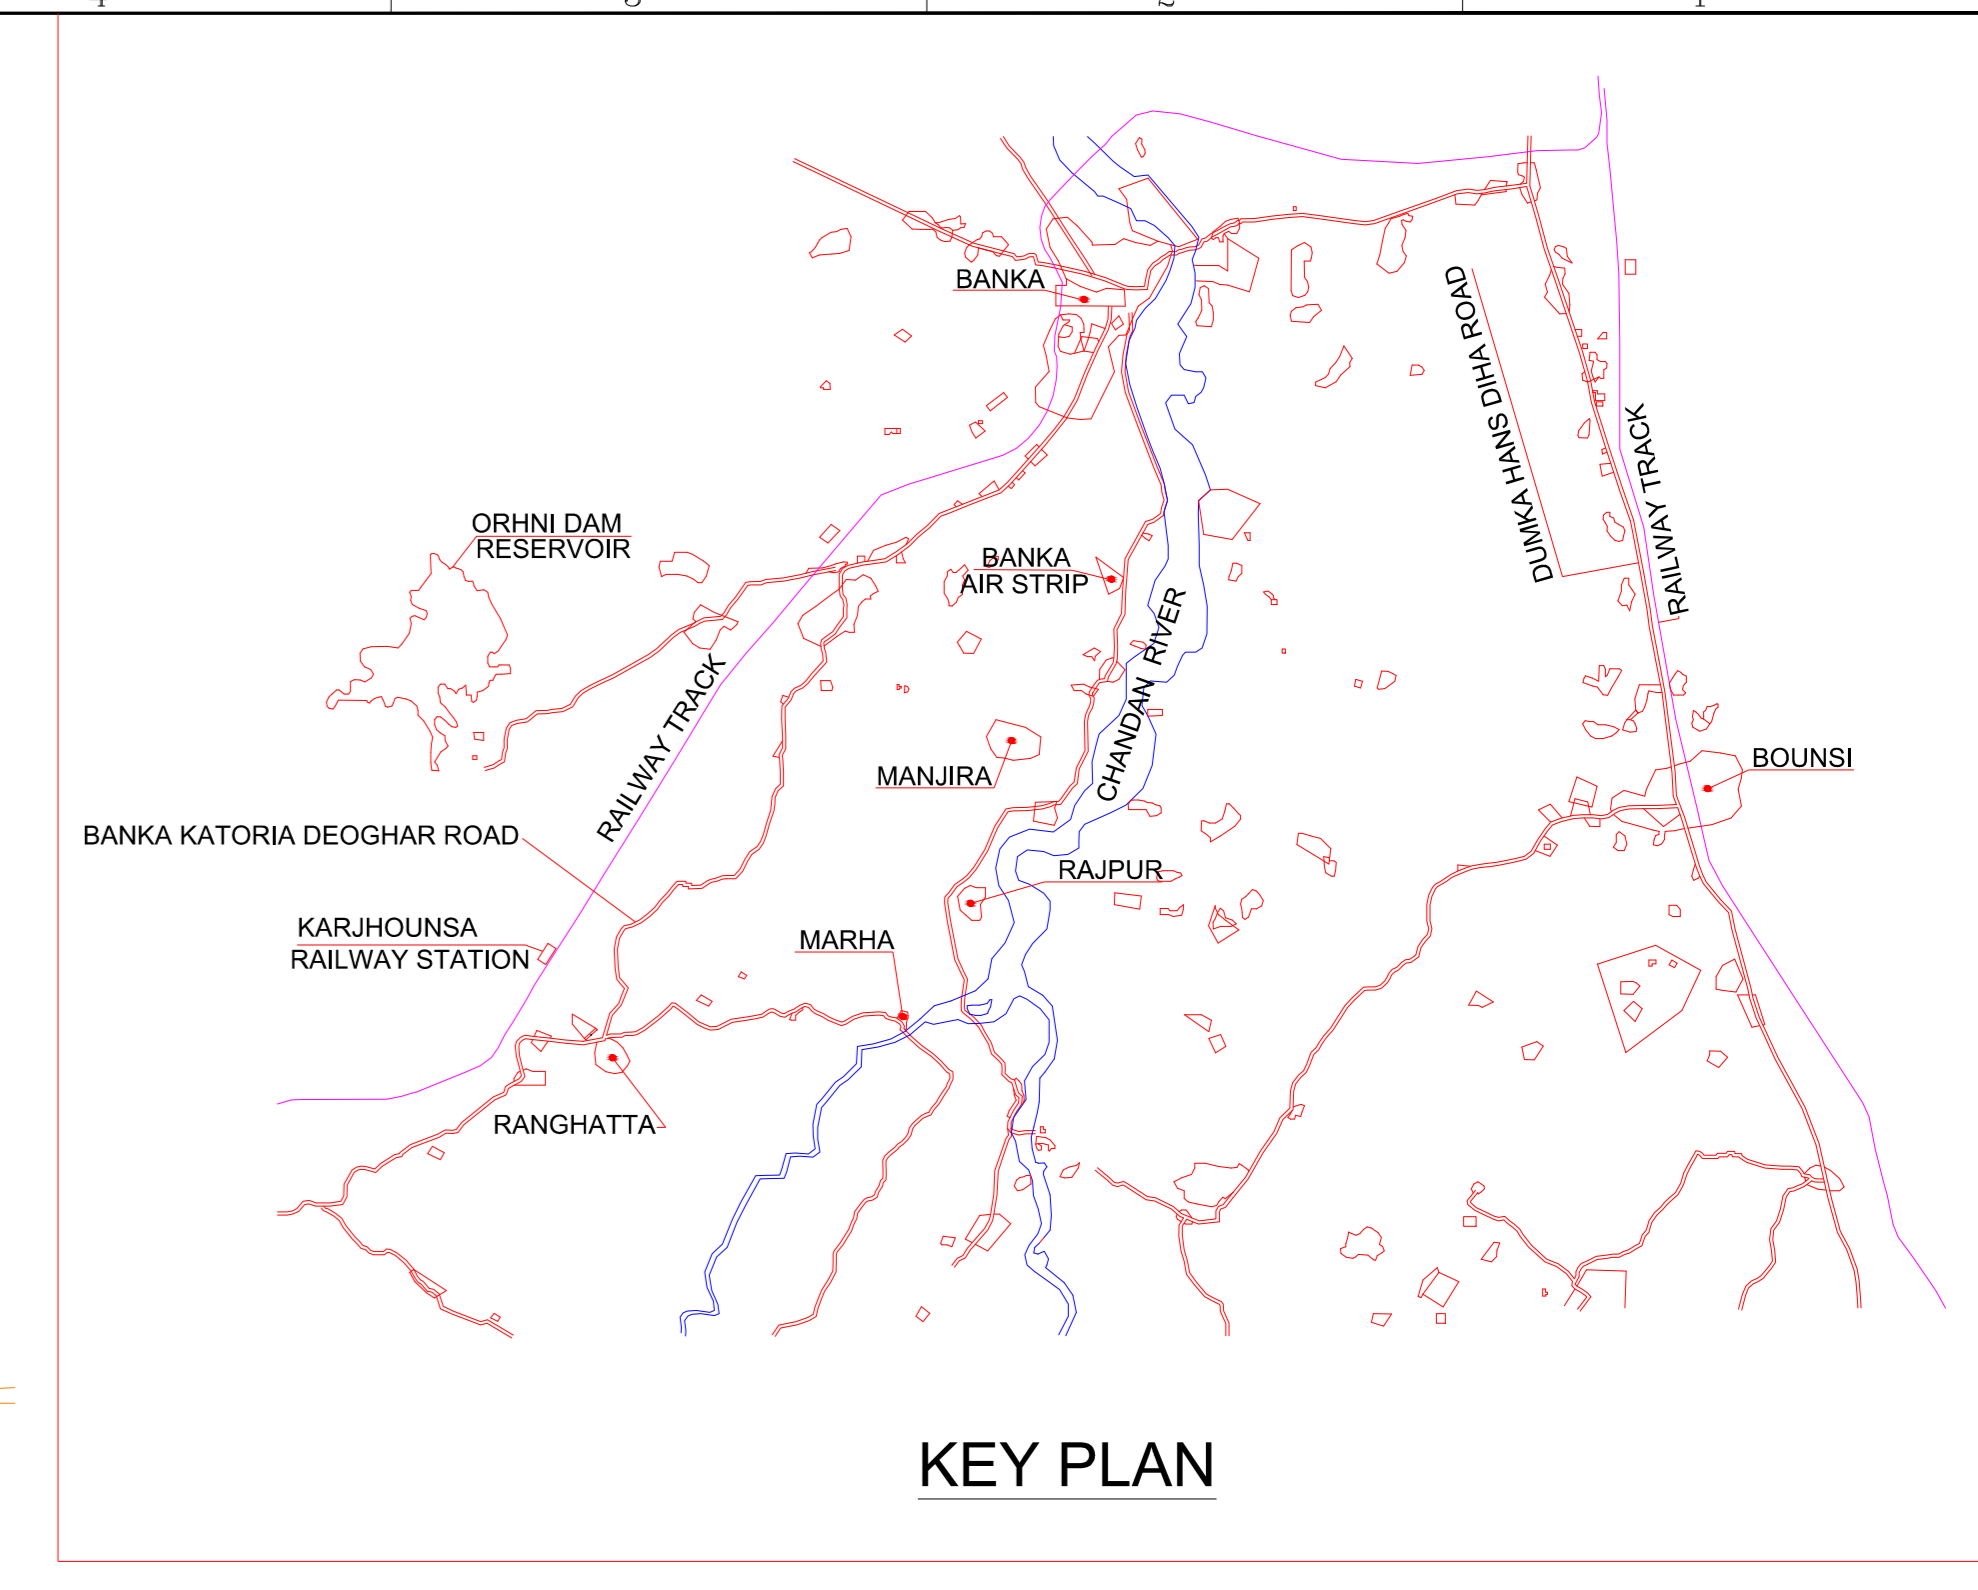 BANKA
DUMKA HANS DIHA ROAD
RAILWAY TRACK
ORHNI DAM
RESERVOIR
BANKA
AIR STRIP
CHANDAN RIVER
RAILWAY TRACK
MANJIRA
BOUNSI
BANKA KATORIA DEOGHAR ROAD
RAJPUR
KARJHOUNSA
RAILWAY STATION
MARHA
RANGHATTA
KEY PLAN